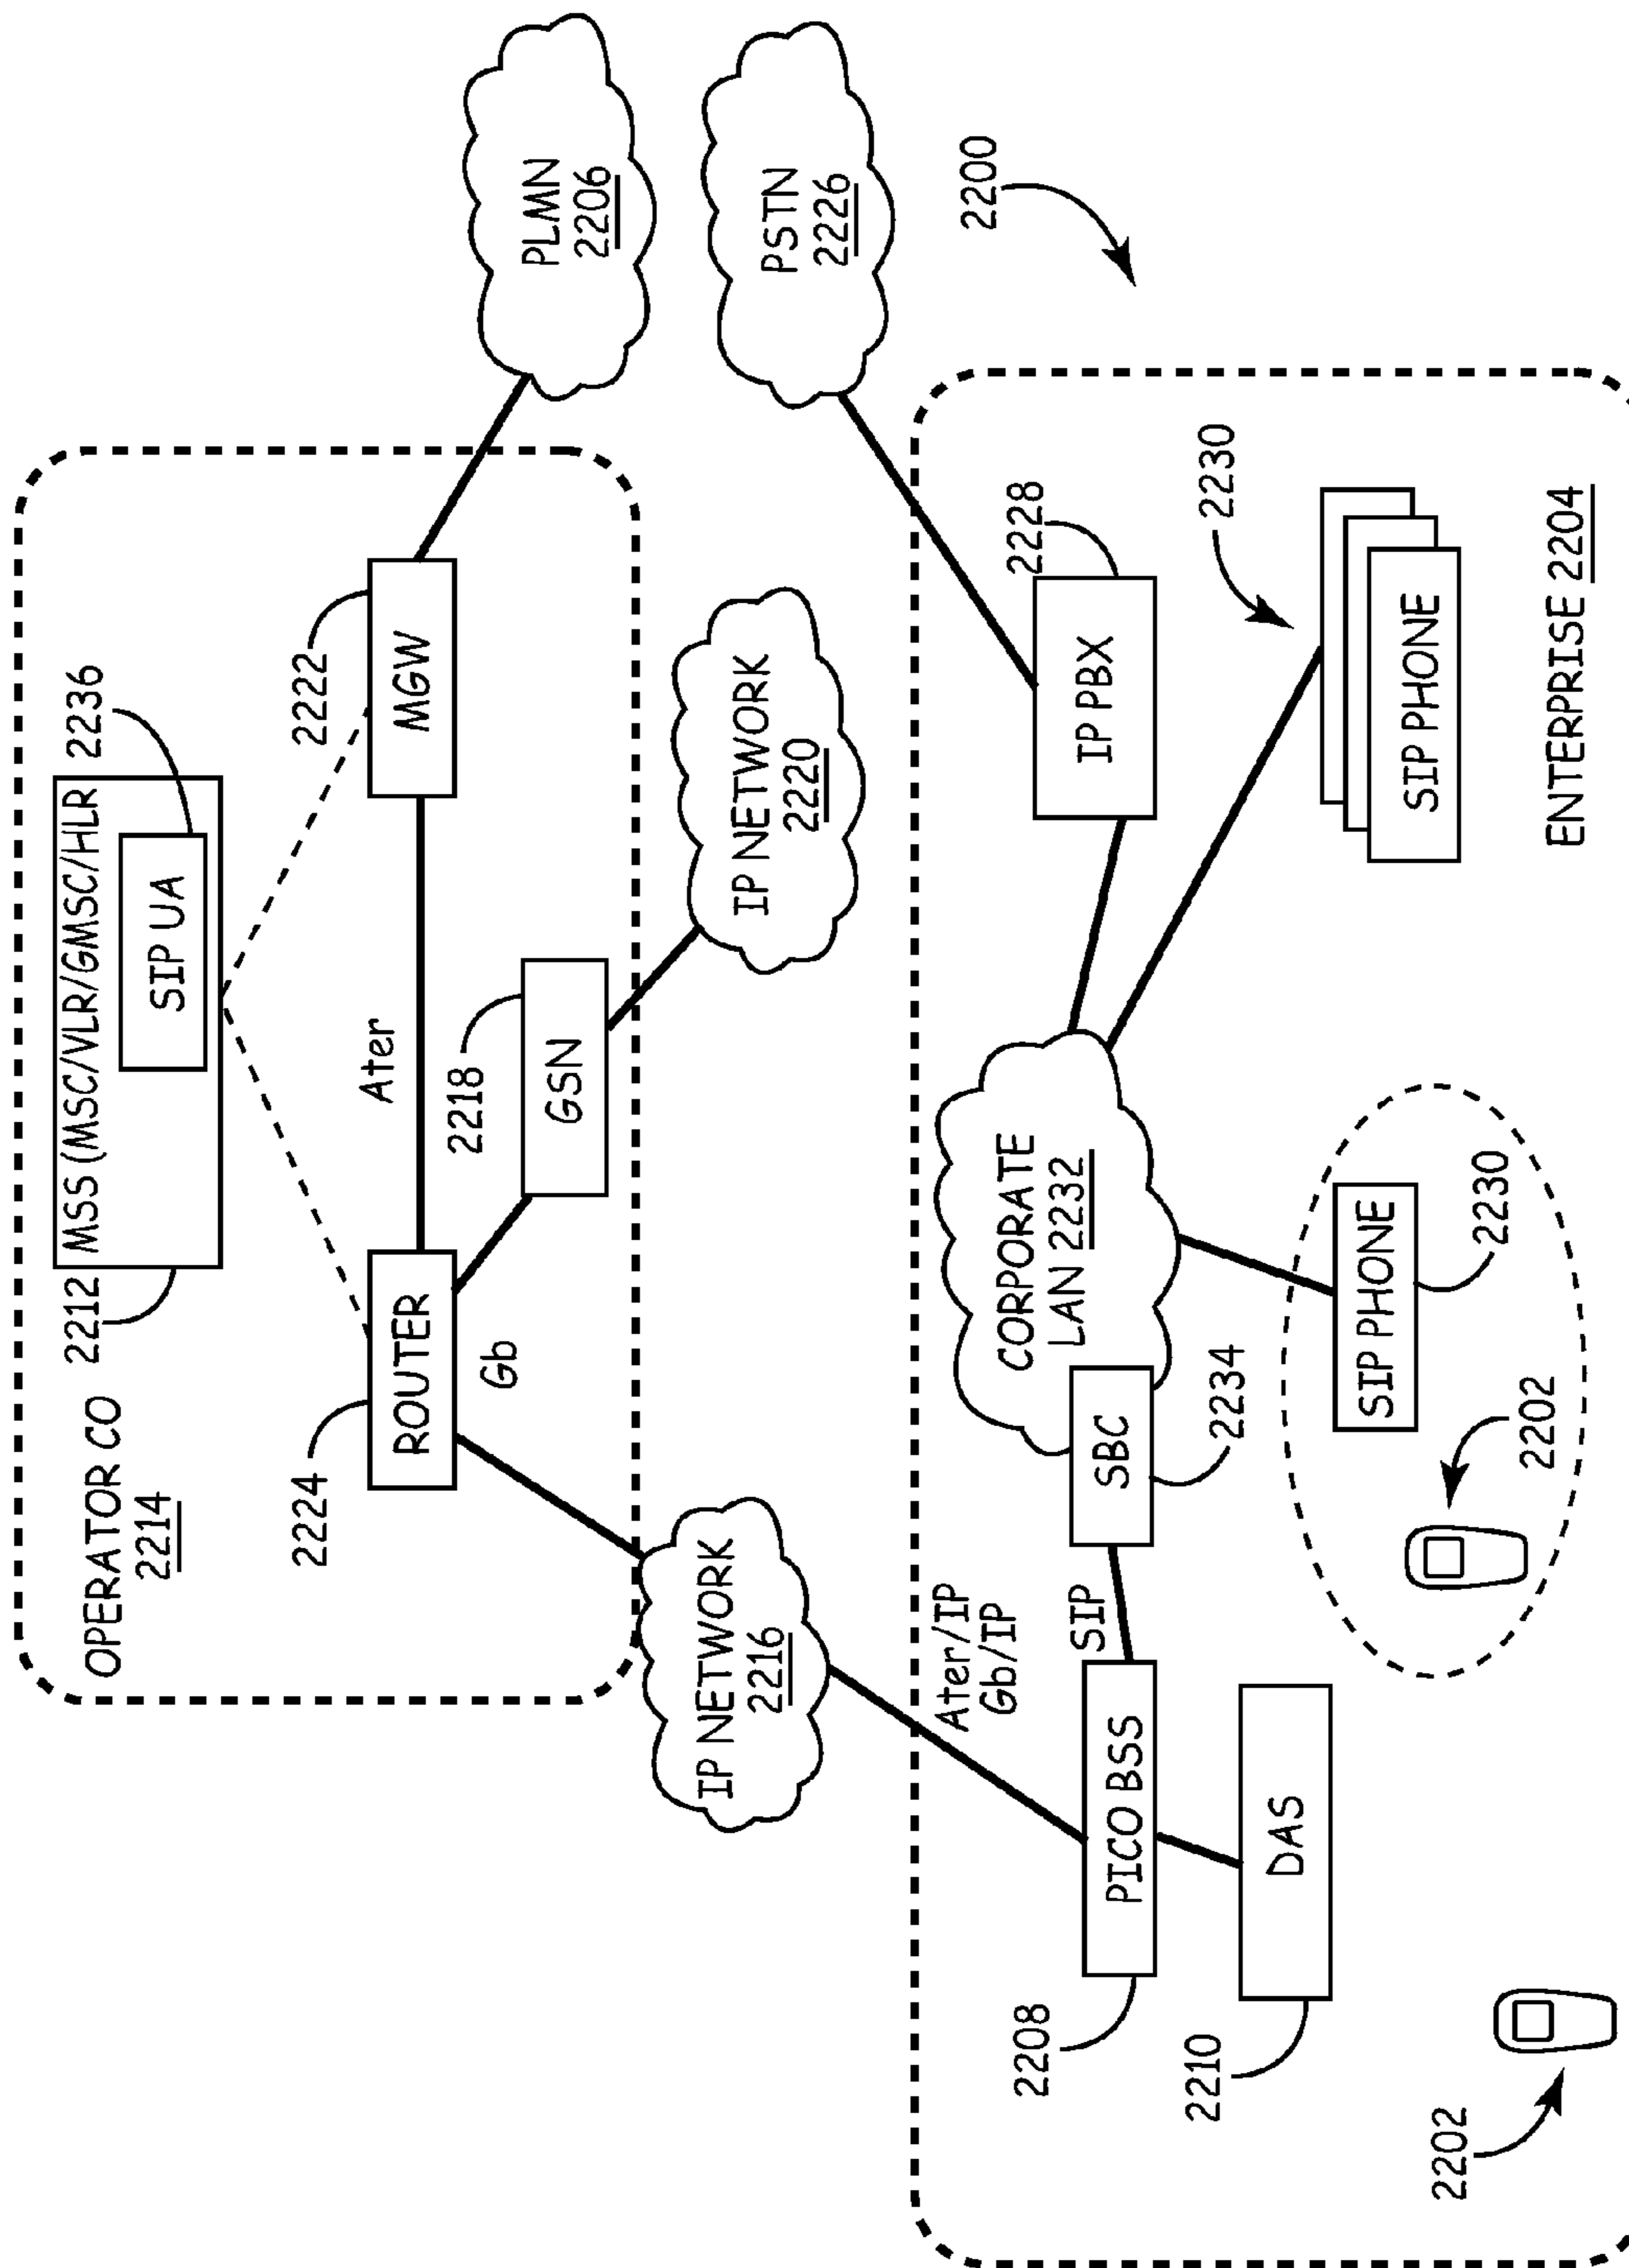 2212
MSS (MSC/VLR/GMSC/HLR
2236
SIP UA
OPERATOR CO
2214
2224
ROUTER
Ater
2222
MGW
Gb
2218
GSN
PLMN
2206
IP NETWORK
2216
IP NETWORK
2220
PSTN
2226
2200
Ater/IP
Gb/IP
SIP
2208
PICO BSS
SBC
2234
CORPORATE
LAN 2232
2228
IP PBX
2210
DAS
2230
SIP PHONE
SIP PHONE
2230
2202
2202
ENTERPRISE 2204